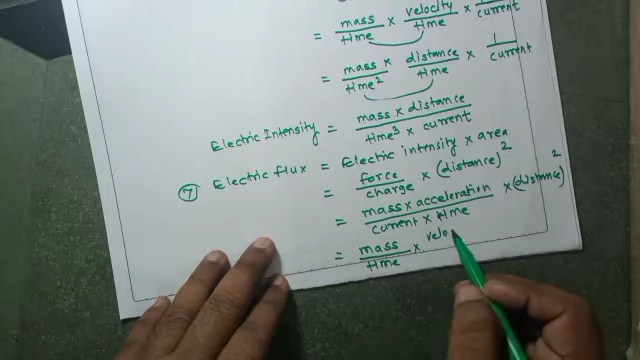 = mass/time × velocity/time × 1/current
= mass/time² × distance/time × 1/current
Electric Intensity = mass × distance/time³ × current
⑦ Electric flux = Electric intensity × area
= force/charge × (distance)²
= mass × acceleration/current × time × (distance)²
= mass/time × velo